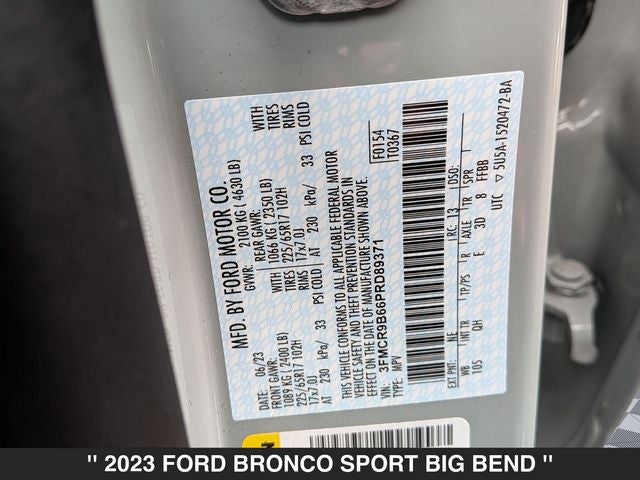 MFD. BY FORD MOTOR CO.
06/23
GVWR:
2100 KG ( 4630 LB)
FRONT GAWR:
1089 KG ( 2400 LB)
225/65R17 102H
17x7.0J
AT 230 kPa/ 33 PSI COLD
WITH
TIRES
RIMS
REAR GAWR:
1066 KG ( 2350 LB)
225/65R17 102H
17x7.0J
AT 230 kPa/ 33 PSI COLD
WITH
TIRES
RIMS
THIS VEHICLE CONFORMS TO ALL APPLICABLE FEDERAL MOTOR
VEHICLE SAFETY AND THEFT PREVENTION STANDARDS IN
EFFECT ON THE DATE OF MANUFACTURE SHOWN ABOVE.
VIN: 3FMCR9B66PRD89371
TYPE: MPV
F0154
T0367
EXT PNT: NE RC: 13 DSO:
WB INT TR TP/PS R AXLE TR SPR
105 QH E 3D 8 FFBB
UTC ▽ 5U5A-1520472-BA
" 2023 FORD BRONCO SPORT BIG BEND "